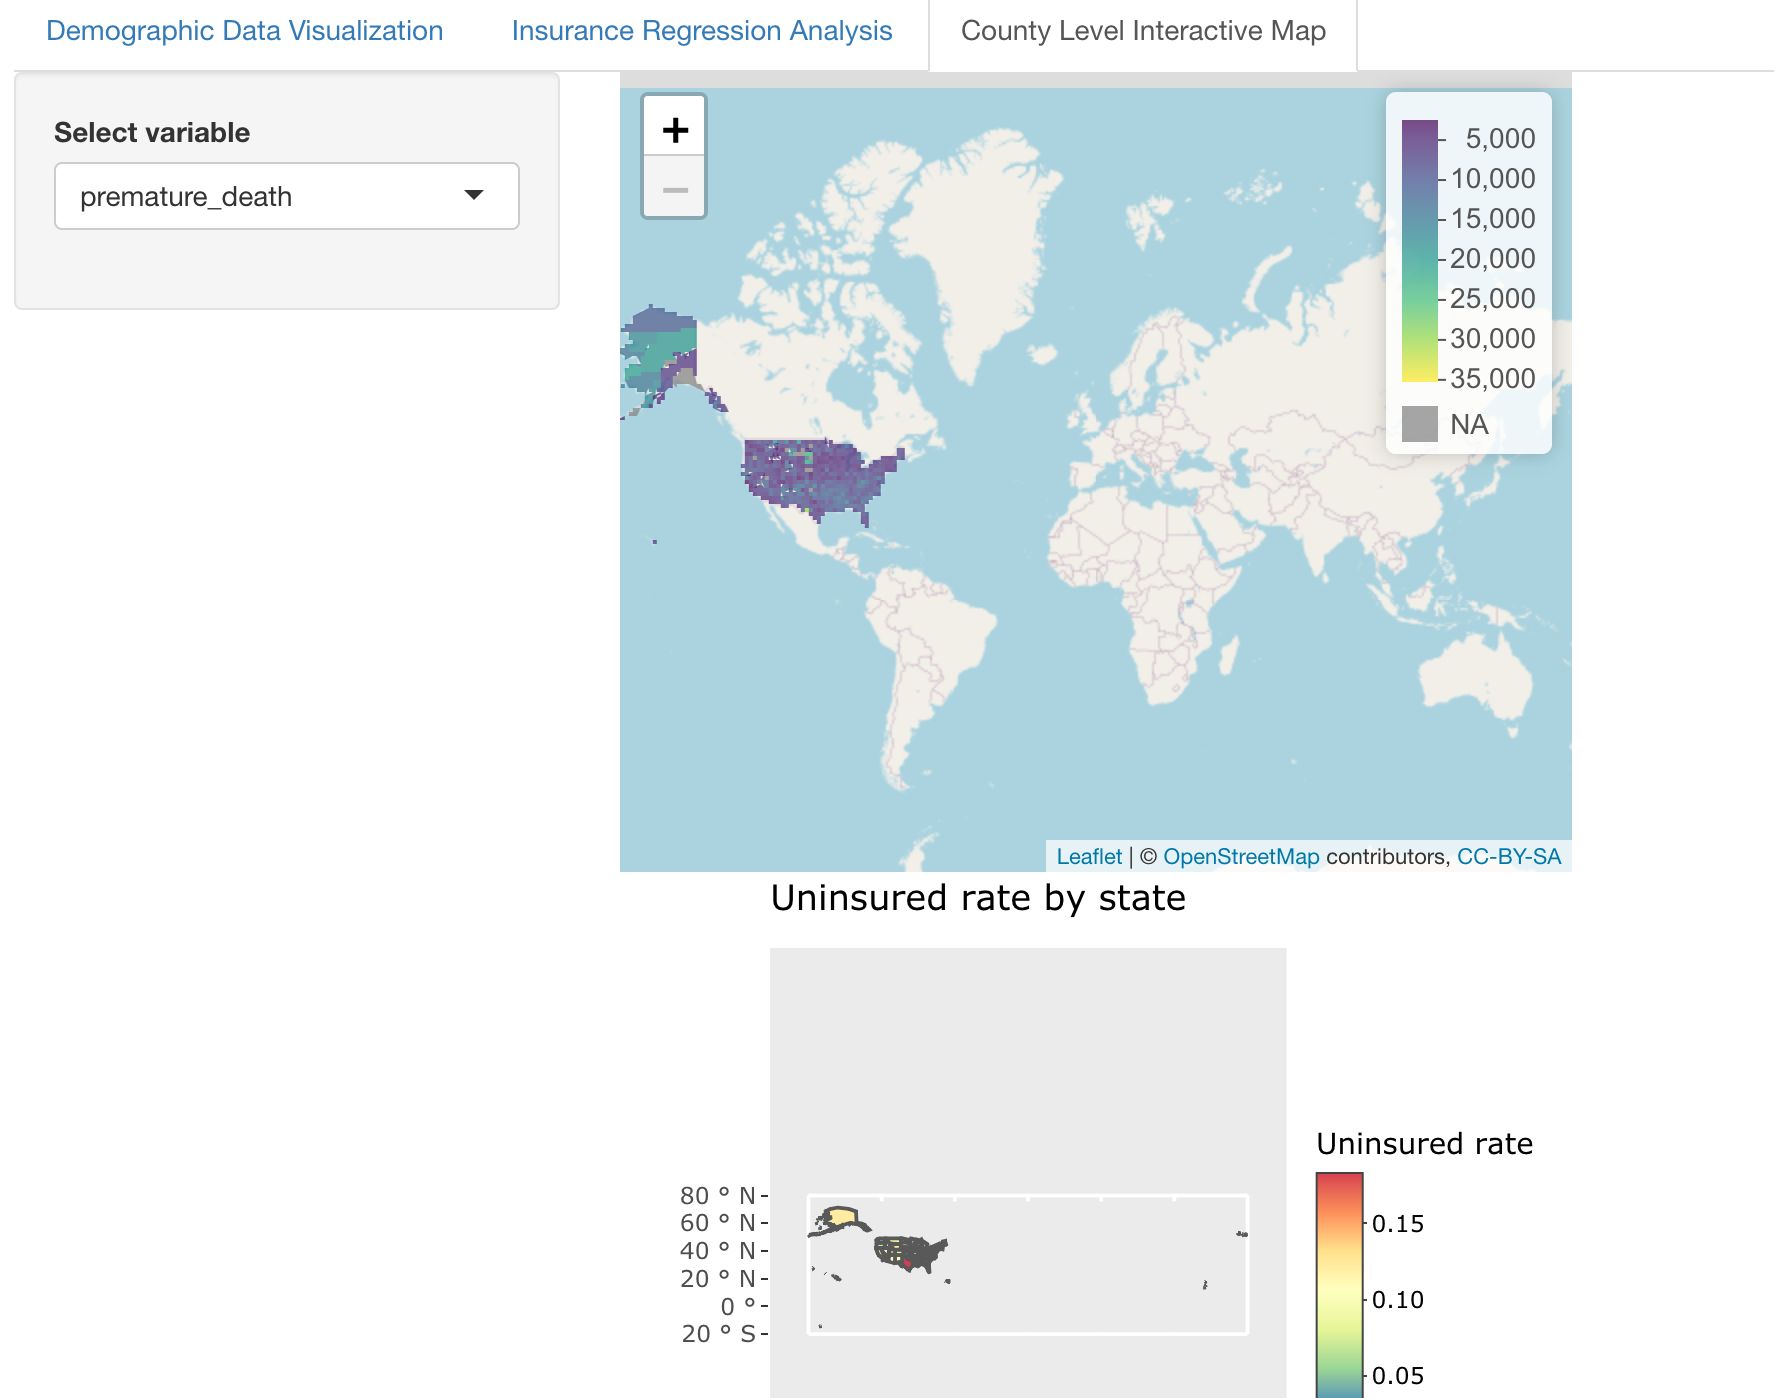 Demographic Data Visualization
Insurance Regression Analysis
County Level Interactive Map
Select variable
premature_death
+
−
5,000
10,000
15,000
20,000
25,000
30,000
35,000
NA
Leaflet | © OpenStreetMap contributors, CC-BY-SA
Uninsured rate by state
80 ° N
60 ° N
40 ° N
20 ° N
0 °
20 ° S
Uninsured rate
0.15
0.10
0.05